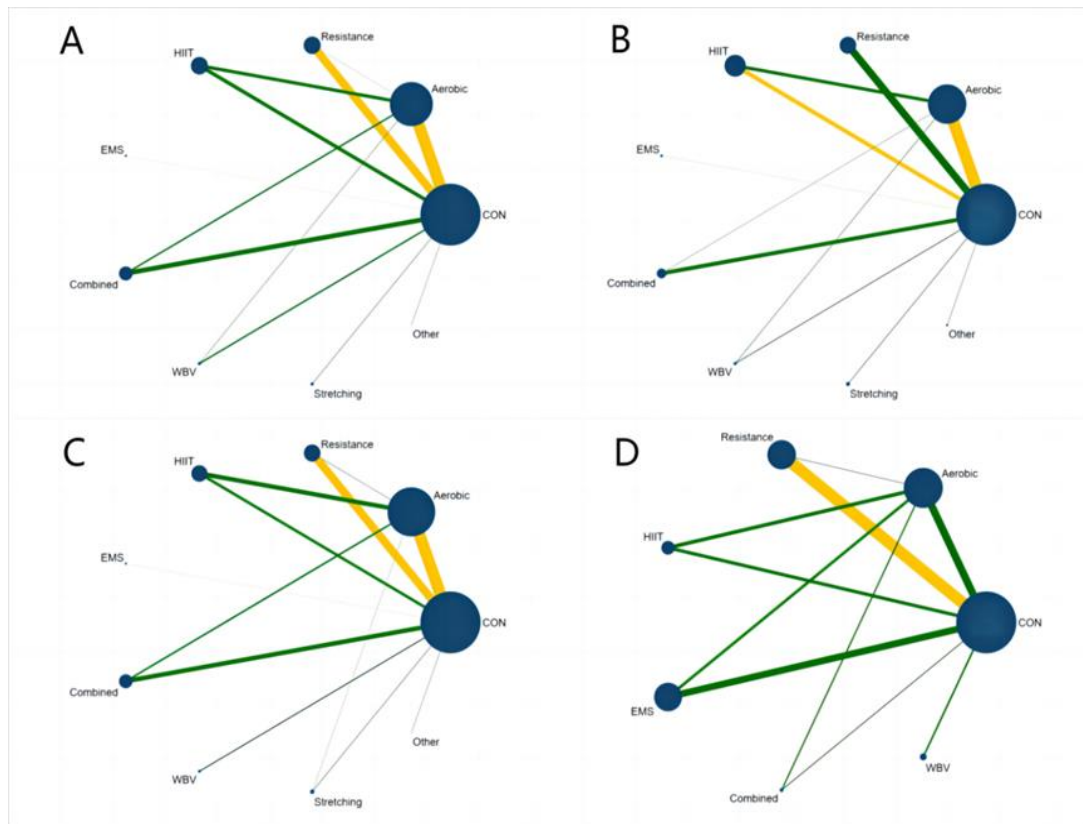 A
Resistance
HIIT
Aerobic
EMS
CON
Combined
Other
WBV
Stretching
B
Resistance
HIIT
Aerobic
EMS
CON
Combined
Other
WBV
Stretching
C
Resistance
HIIT
Aerobic
EMS
CON
Combined
Other
WBV
Stretching
D
Resistance
Aerobic
HIIT
CON
EMS
WBV
Combined